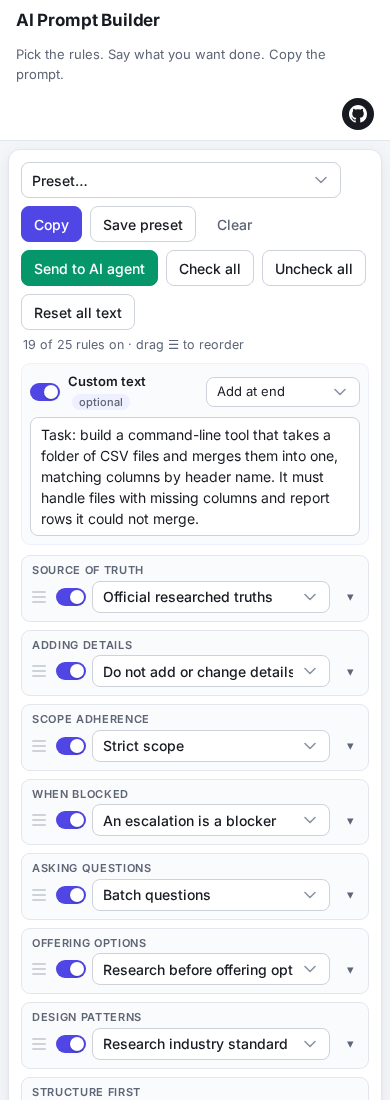 AI Prompt Builder
Pick the rules. Say what you want done. Copy the
prompt.
Preset...
Copy
Save preset
Clear
Send to AI agent
Check all
Uncheck all
Reset all text
19 of 25 rules on · drag ☰ to reorder
Custom text
optional
Add at end
Task: build a command-line tool that takes a
folder of CSV files and merges them into one,
matching columns by header name. It must
handle files with missing columns and report
rows it could not merge.
SOURCE OF TRUTH
Official researched truths
ADDING DETAILS
Do not add or change details
SCOPE ADHERENCE
Strict scope
WHEN BLOCKED
An escalation is a blocker
ASKING QUESTIONS
Batch questions
OFFERING OPTIONS
Research before offering opt
DESIGN PATTERNS
Research industry standard
STRUCTURE FIRST